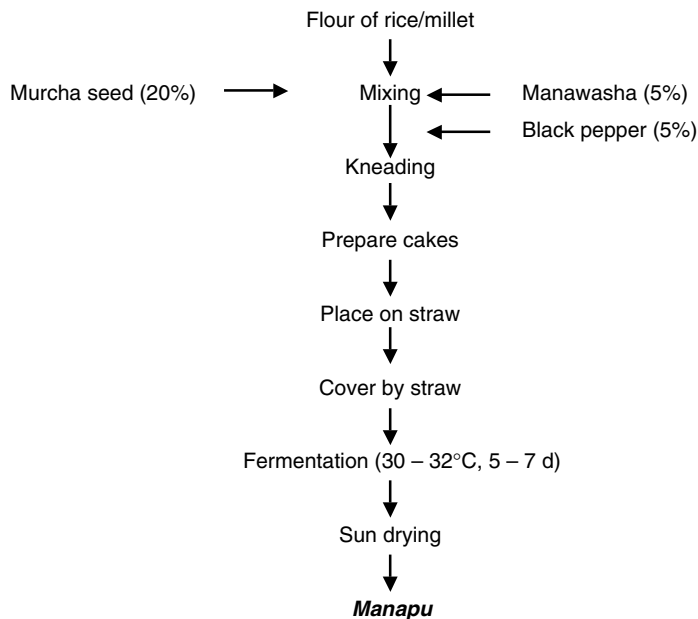 Flour of rice/millet
Murcha seed (20%)
Mixing
Manawasha (5%)
Black pepper (5%)
Kneading
Prepare cakes
Place on straw
Cover by straw
Fermentation (30 – 32°C, 5 – 7 d)
Sun drying
Manapu